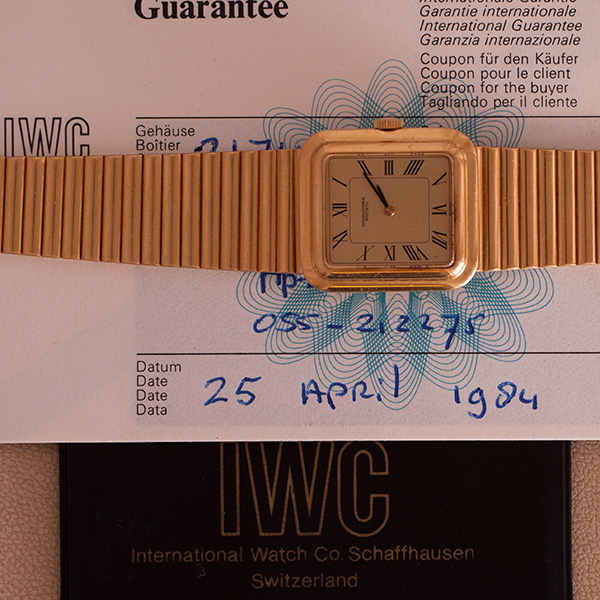 Guarantee
Garantie internationale
International Guarantee
Garanzia internazionale
Coupon für den Käufer
Coupon pour le client
Coupon for the buyer
Tagliando per il cliente
IWC
Gehäuse
Boîtier
055-212275
Datum
Date
Date
Data
25 APRIL 1984
IWC
International Watch Co. Schaffhausen
Switzerland